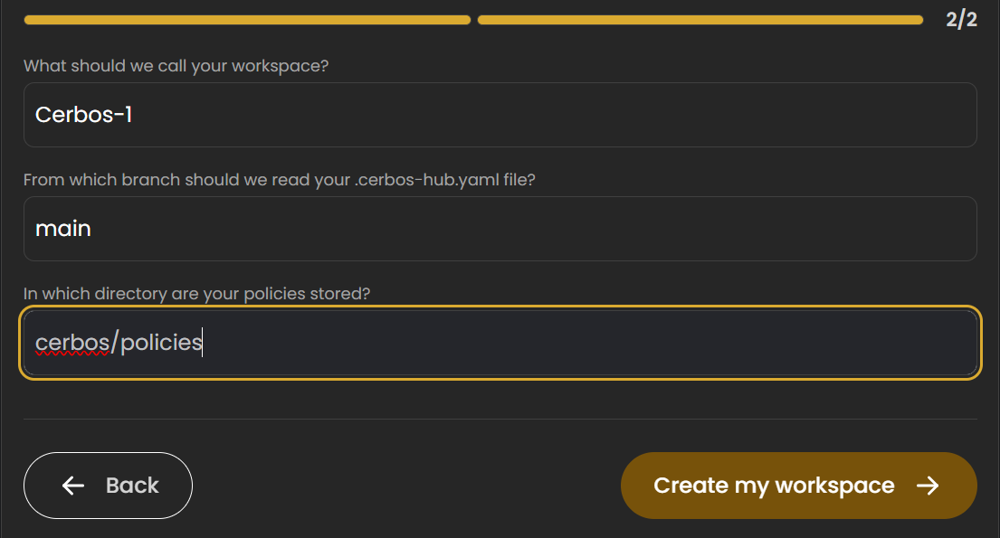 2/2
What should we call your workspace?
Cerbos-1
From which branch should we read your .cerbos-hub.yaml file?
main
In which directory are your policies stored?
cerbos/policies
Back
Create my workspace